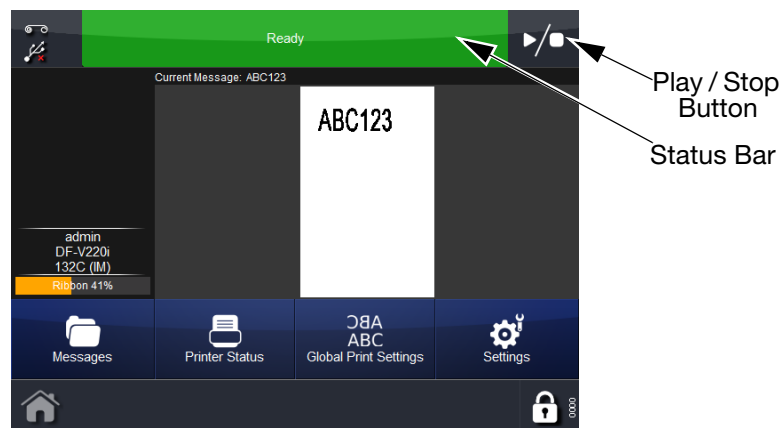 Ready
Current Message: ABC123
ABC123
admin
DF-V220i
132C (IM)
Ribbon 41%
Messages
Printer Status
ABC
ABC
Global Print Settings
Settings
0000
Play / Stop
Button
Status Bar